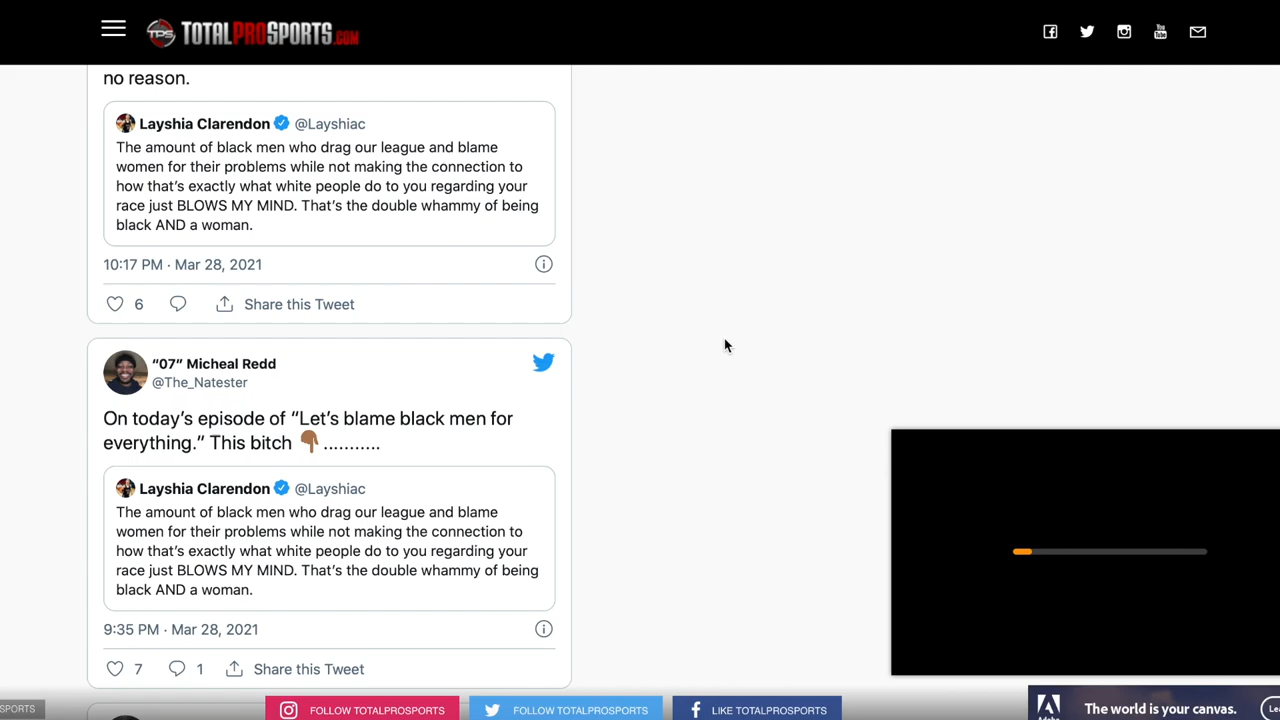 TPS TOTALPROSPORTS.COM
no reason.
Layshia Clarendon @Layshiac
The amount of black men who drag our league and blame
women for their problems while not making the connection to
how that's exactly what white people do to you regarding your
race just BLOWS MY MIND. That's the double whammy of being
black AND a woman.
10:17 PM · Mar 28, 2021
6 Share this Tweet
“07” Micheal Redd
@The_Natester
On today's episode of “Let's blame black men for
everything.” This bitch 👇🏾...........
Layshia Clarendon @Layshiac
The amount of black men who drag our league and blame
women for their problems while not making the connection to
how that's exactly what white people do to you regarding your
race just BLOWS MY MIND. That's the double whammy of being
black AND a woman.
9:35 PM · Mar 28, 2021
7 1 Share this Tweet
SPORTS
FOLLOW TOTALPROSPORTS
FOLLOW TOTALPROSPORTS
LIKE TOTALPROSPORTS
Adobe
The world is your canvas.